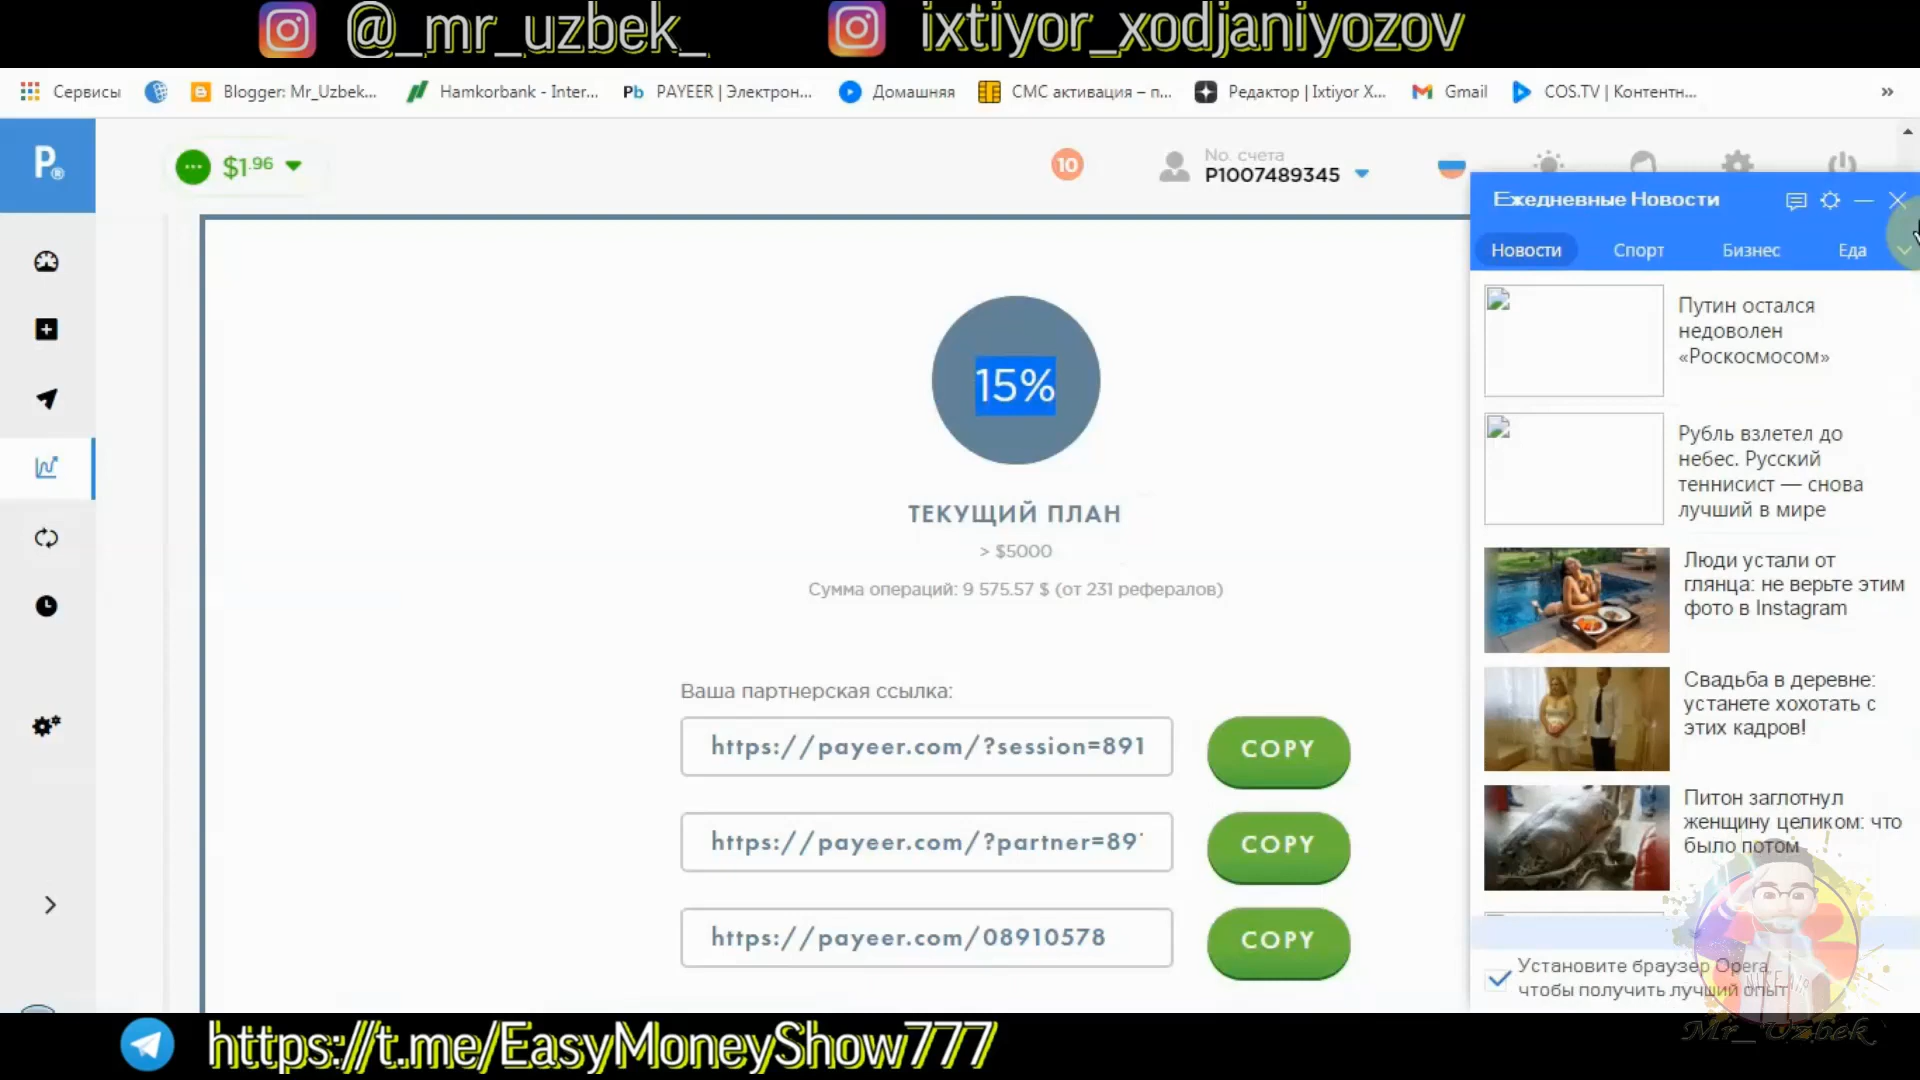 @_mr_uzbek_
ixtiyor_xodjaniyozov
Сервисы
Blogger: Mr_Uzbek...
Hamkorbank - Inter...
Pb PAYEER | Электрон...
Домашняя
СМС активация – п...
Редактор | Ixtiyor X...
Gmail
COS.TV | Контентн...
»
P®
$1.96
10
No. счета
P1007489345
Ежедневные Новости
Новости
Спорт
Бизнес
Еда
15%
ТЕКУЩИЙ ПЛАН
> $5000
Сумма операций: 9 575.57 $ (от 231 рефералов)
Ваша партнерская ссылка:
https://payeer.com/?session=891
COPY
https://payeer.com/?partner=89
COPY
https://payeer.com/08910578
COPY
Путин остался
недоволен
«Роскосмосом»
Рубль взлетел до
небес. Русский
теннисист — снова
лучший в мире
Люди устали от
глянца: не верьте этим
фото в Instagram
Свадьба в деревне:
устанете хохотать с
этих кадров!
Питон заглотнул
женщину целиком: что
было потом
Установите браузер Opera,
чтобы получить лучший опыт
Mr_Uzbek
https://t.me/EasyMoneyShow777